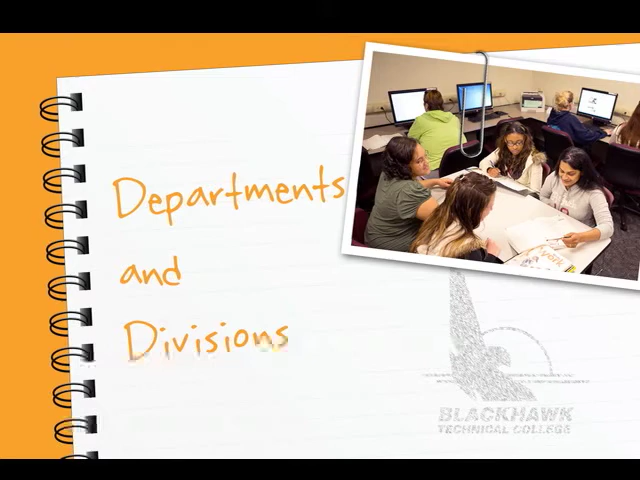 Departments
and
Divisions
BLACKHAWK
TECHNICAL COLLEGE